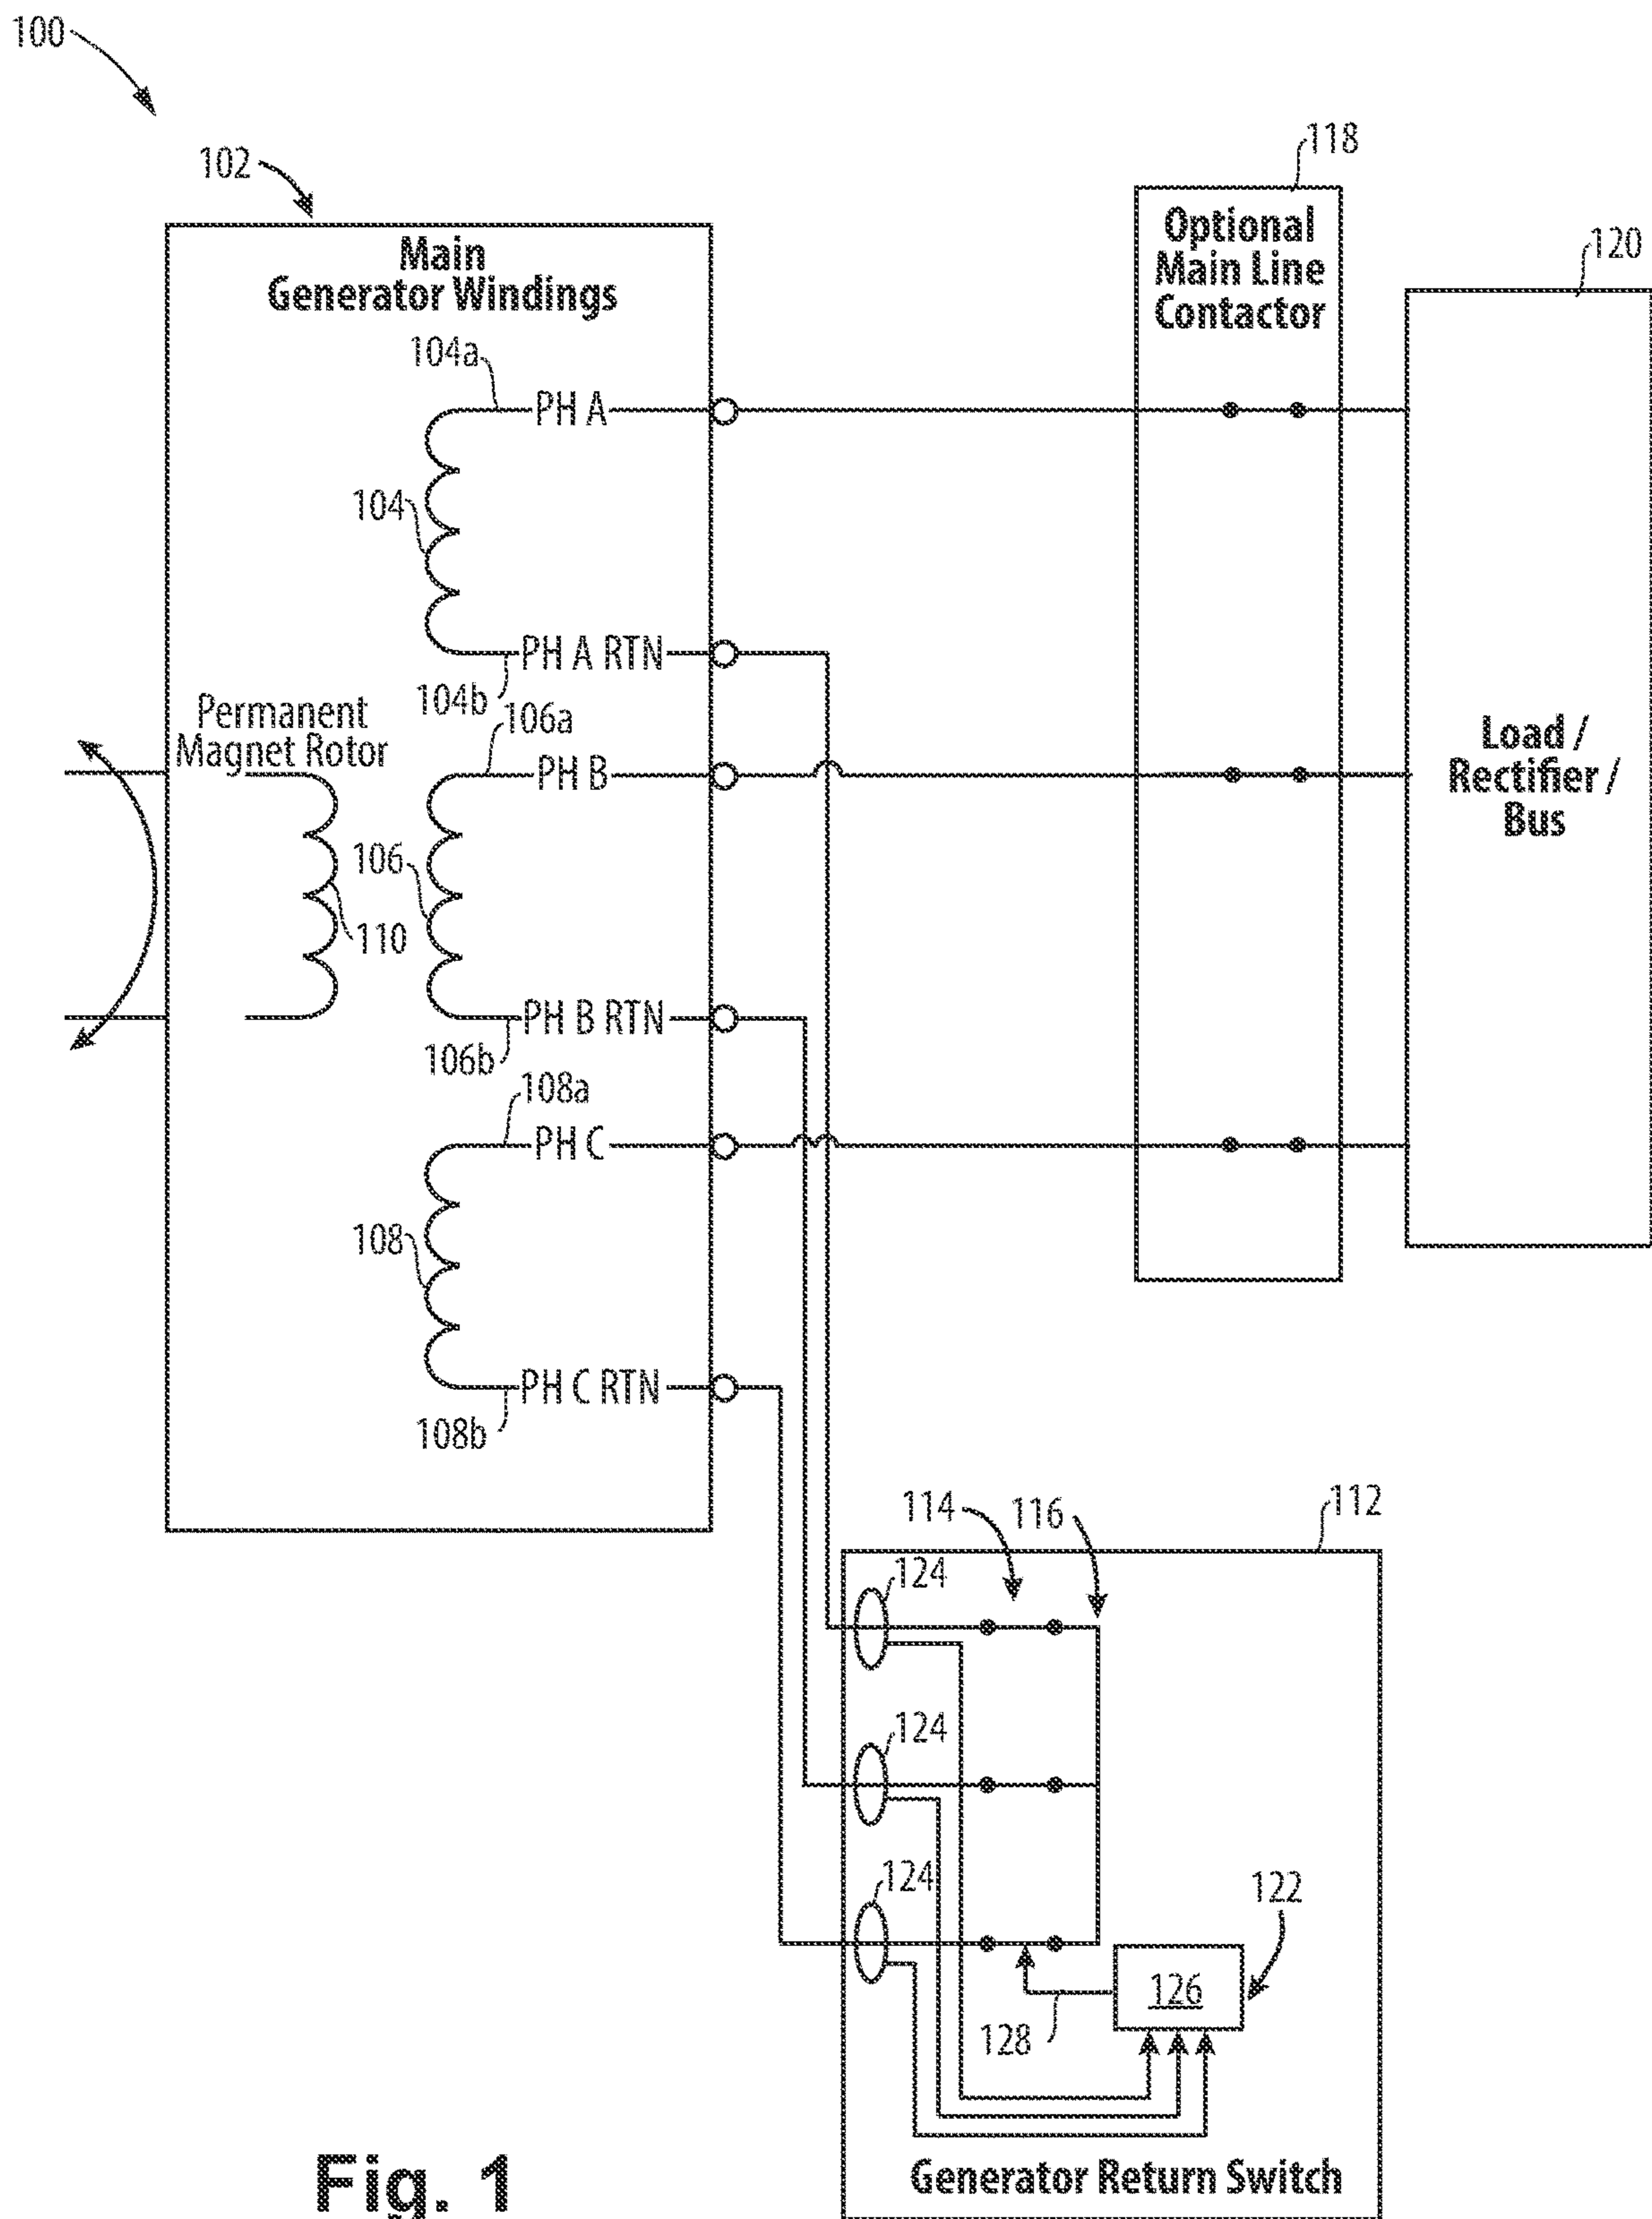 100
102
118
120
Main
Generator Windings
Optional
Main Line
Contactor
104a
PH A
104
PH A RTN
104b
106a
Permanent
Magnet Rotor
PH B
Load /
Rectifier /
Bus
106
110
PH B RTN
106b
108a
PH C
108
PH C RTN
108b
114
116
112
124
124
124
122
126
128
Generator Return Switch
Fig. 1